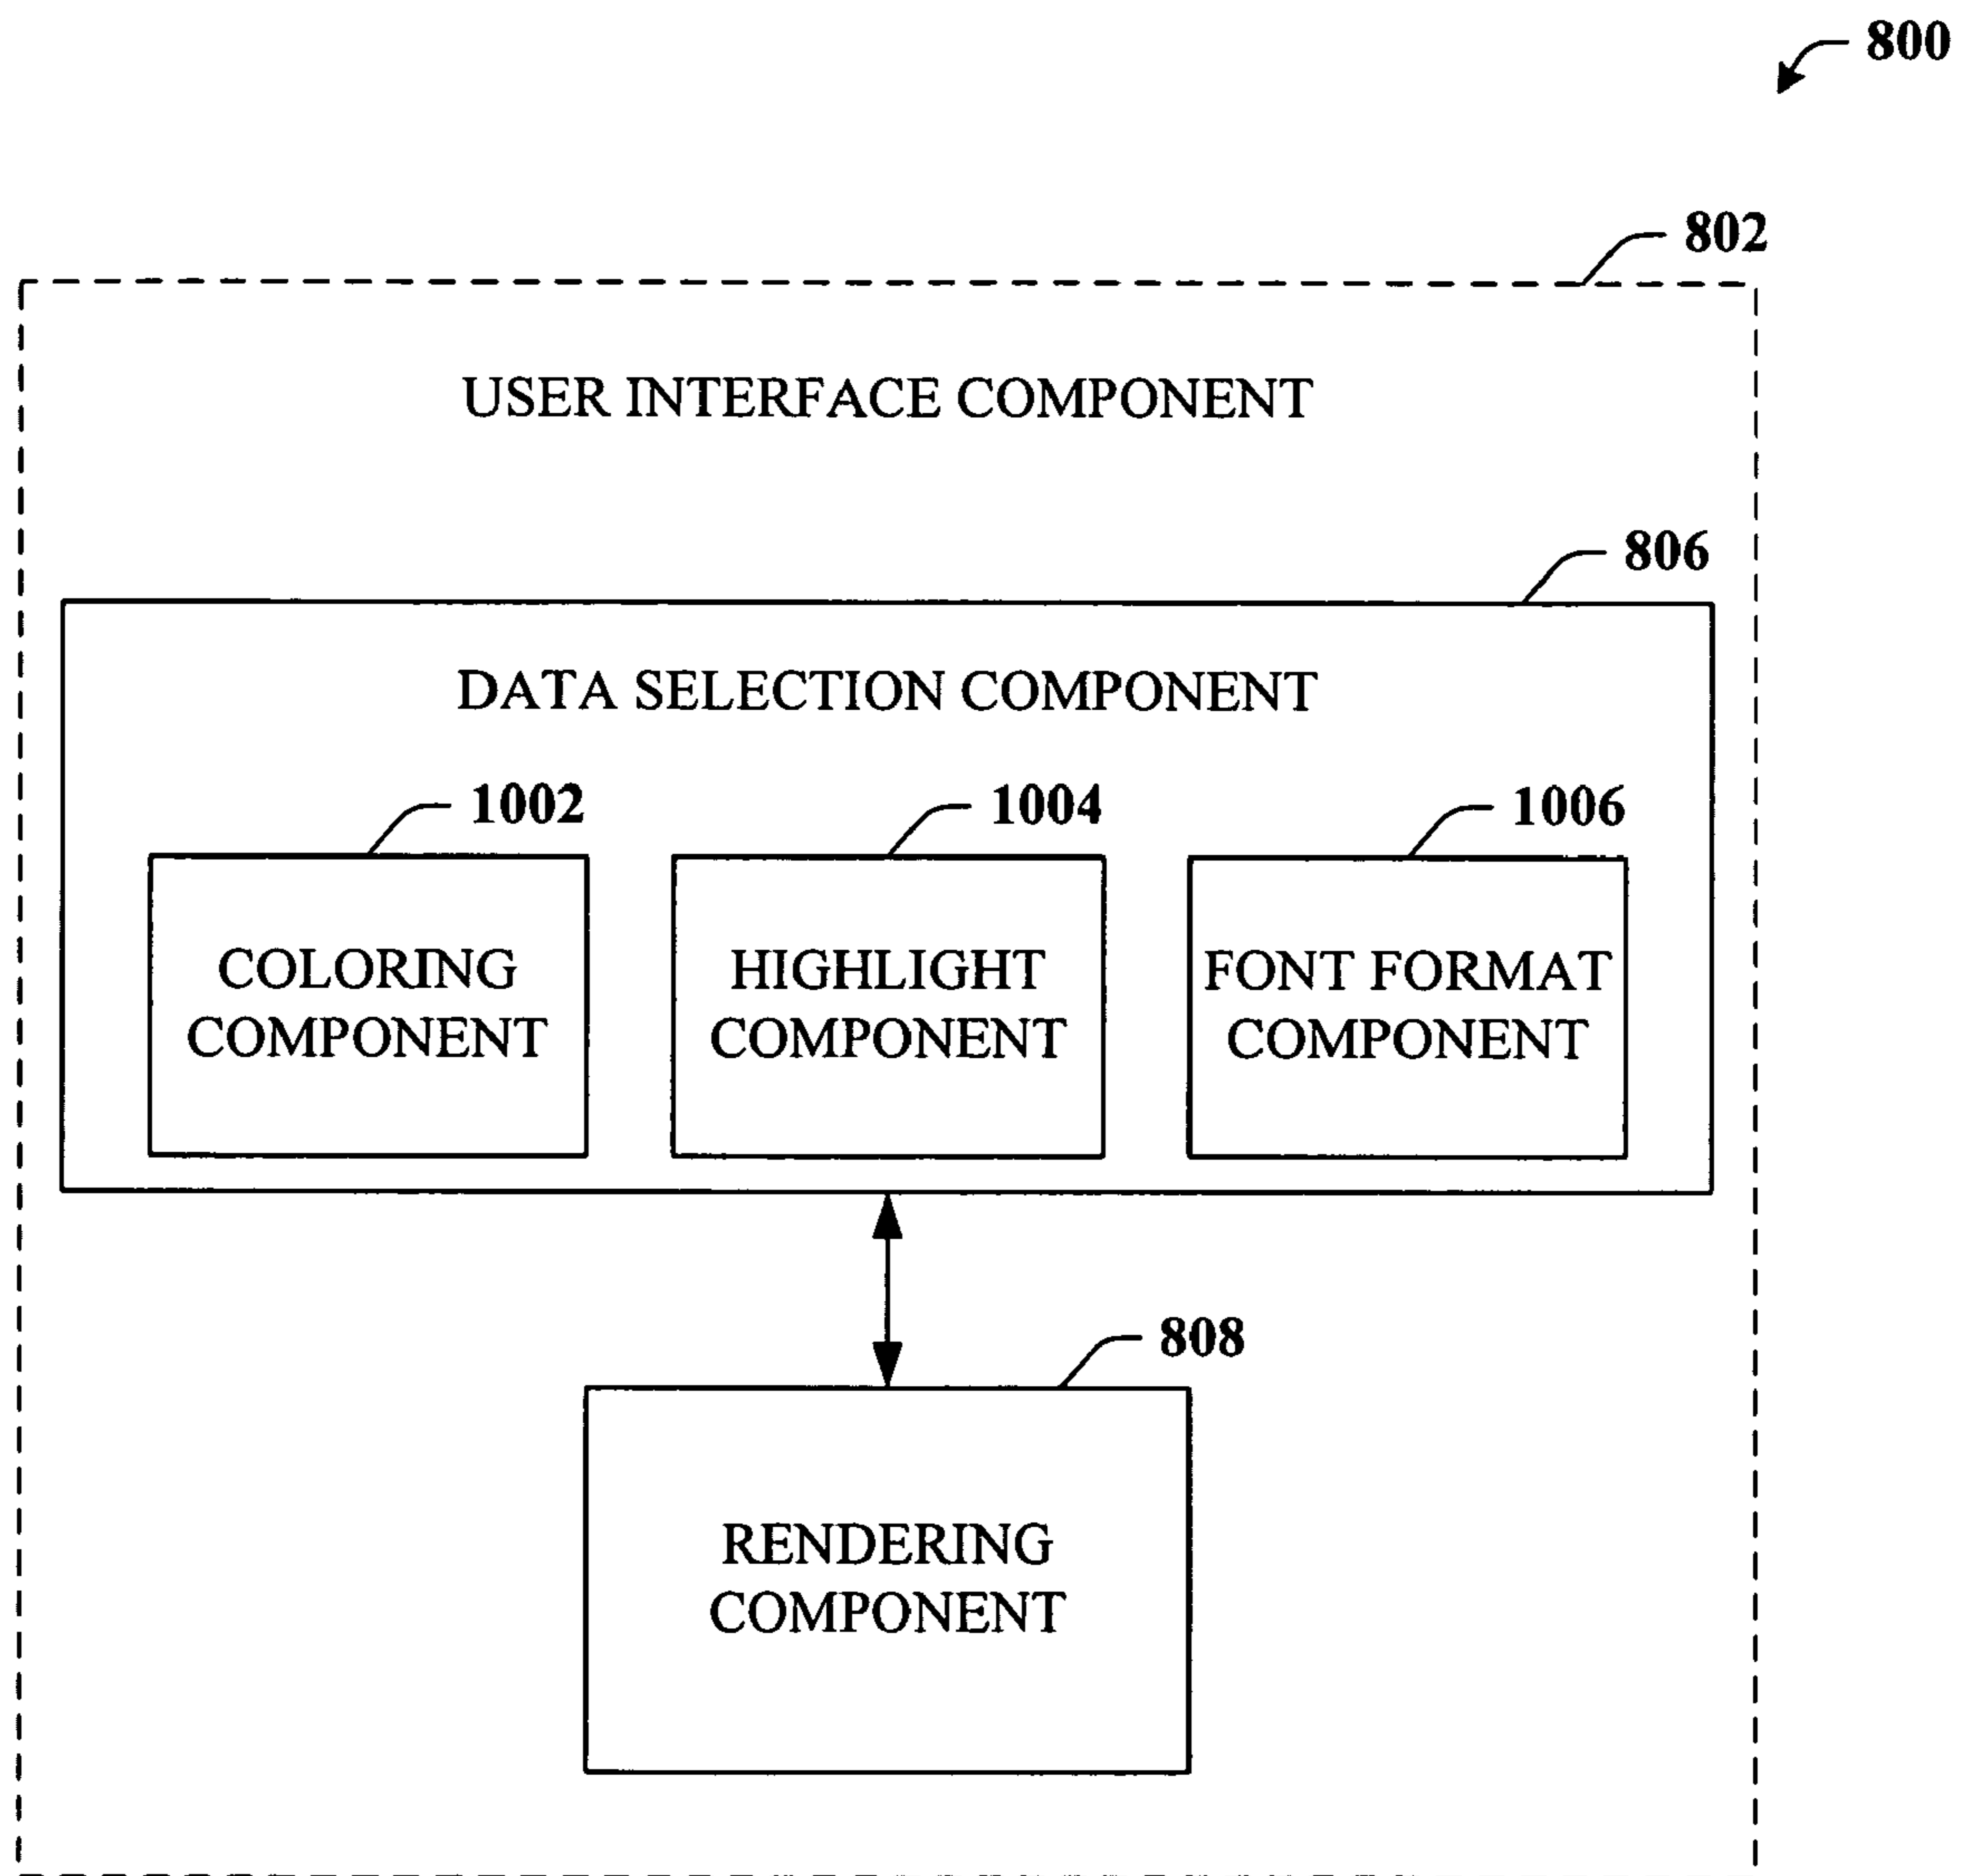 800
802
USER INTERFACE COMPONENT
806
DATA SELECTION COMPONENT
1002
1004
1006
COLORING
COMPONENT
HIGHLIGHT
COMPONENT
FONT FORMAT
COMPONENT
808
RENDERING
COMPONENT